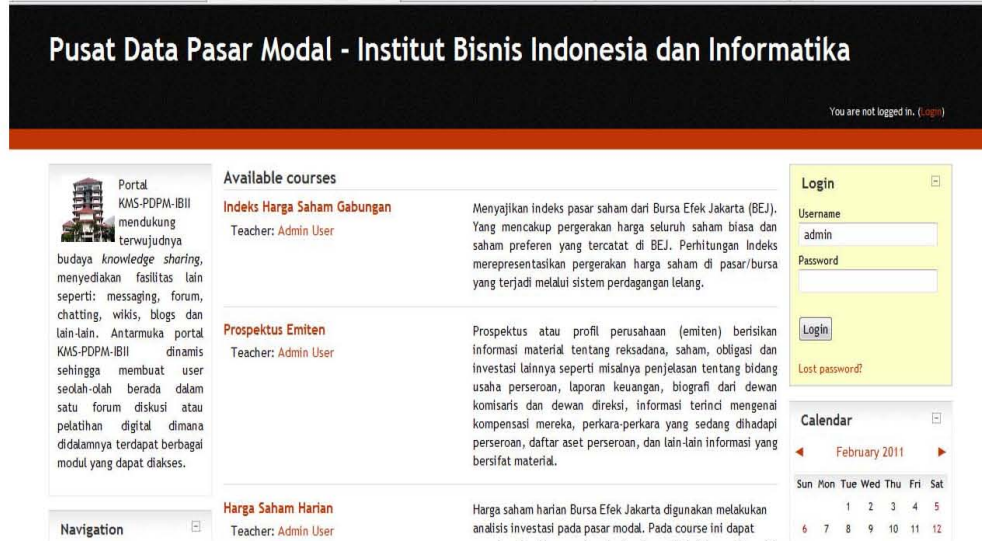 Pusat Data Pasar Modal - Institut Bisnis Indonesia dan Informatika
You are not logged in. (Login)
Portal
KMS-PDPM-IBII
mendukung
terwujudnya
budaya knowledge sharing,
menyediakan fasilitas lain
seperti: messaging, forum,
chatting, wikis, blogs dan
lain-lain. Antarmuka portal
KMS-PDPM-IBII dinamis
sehingga membuat user
seolah-olah berada dalam
satu forum diskusi atau
pelatihan digital dimana
didalamnya terdapat berbagai
modul yang dapat diakses.
Navigation
Available courses
Indeks Harga Saham Gabungan
Teacher: Admin User
Menyajikan indeks pasar saham dari Bursa Efek Jakarta (BEJ).
Yang mencakup pergerakan harga seluruh saham biasa dan
saham preferen yang tercatat di BEJ. Perhitungan Indeks
merepresentasikan pergerakan harga saham di pasar/bursa
yang terjadi melalui sistem perdagangan lelang.
Prospektus Emiten
Teacher: Admin User
Prospektus atau profil perusahaan (emiten) berisikan
informasi material tentang reksadana, saham, obligasi dan
investasi lainnya seperti misalnya penjelasan tentang bidang
usaha perseroan, laporan keuangan, biografi dari dewan
komisaris dan dewan direksi, informasi terinci mengenai
kompensasi mereka, perkara-perkara yang sedang dihadapi
perseroan, daftar aset perseroan, dan lain-lain informasi yang
bersifat material.
Harga Saham Harian
Teacher: Admin User
Harga saham harian Bursa Efek Jakarta digunakan melakukan
analisis investasi pada pasar modal. Pada course ini dapat
Login
Username
admin
Password
Login
Lost password?
Calendar
◄ February 2011 ►
Sun Mon Tue Wed Thu Fri Sat
1 2 3 4 5
6 7 8 9 10 11 12